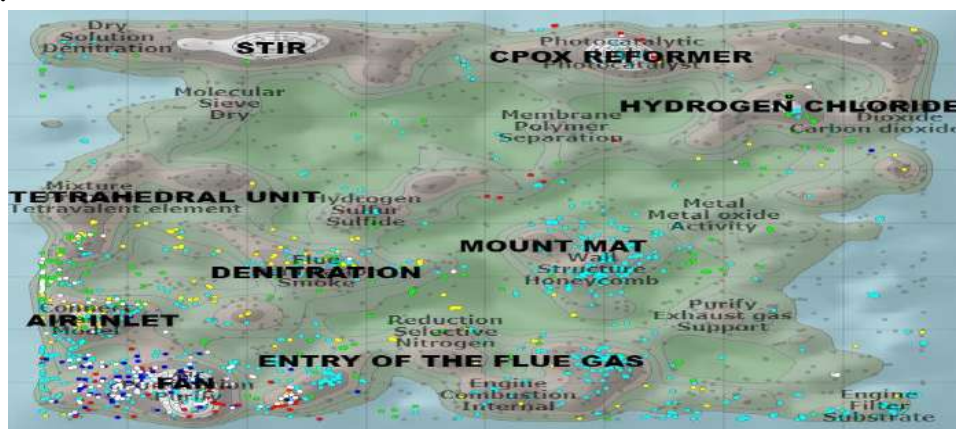 Dry
Solution
Denitration
STIR
Photocatalytic
CPOX REFORMER
Photocatalyst
Molecular
Sieve
Dry
HYDROGEN CHLORIDE
Dioxide
Carbon dioxide
Membrane
Polymer
Separation
Mixture
TETRAHEDRAL UNIT
Tetravalent element
Hydrogen
Sulfur
Sulfide
Metal
Metal oxide
Activity
MOUNT MAT
Wall
Structure
Honeycomb
Flue
DENITRATION
Smoke
Connect
AIR INLET
Reduction
Selective
Nitrogen
Purify
Exhaust gas
Support
ENTRY OF THE FLUE GAS
FAN
Purify
Engine
Combustion
Internal
Engine
Filter
Substrate